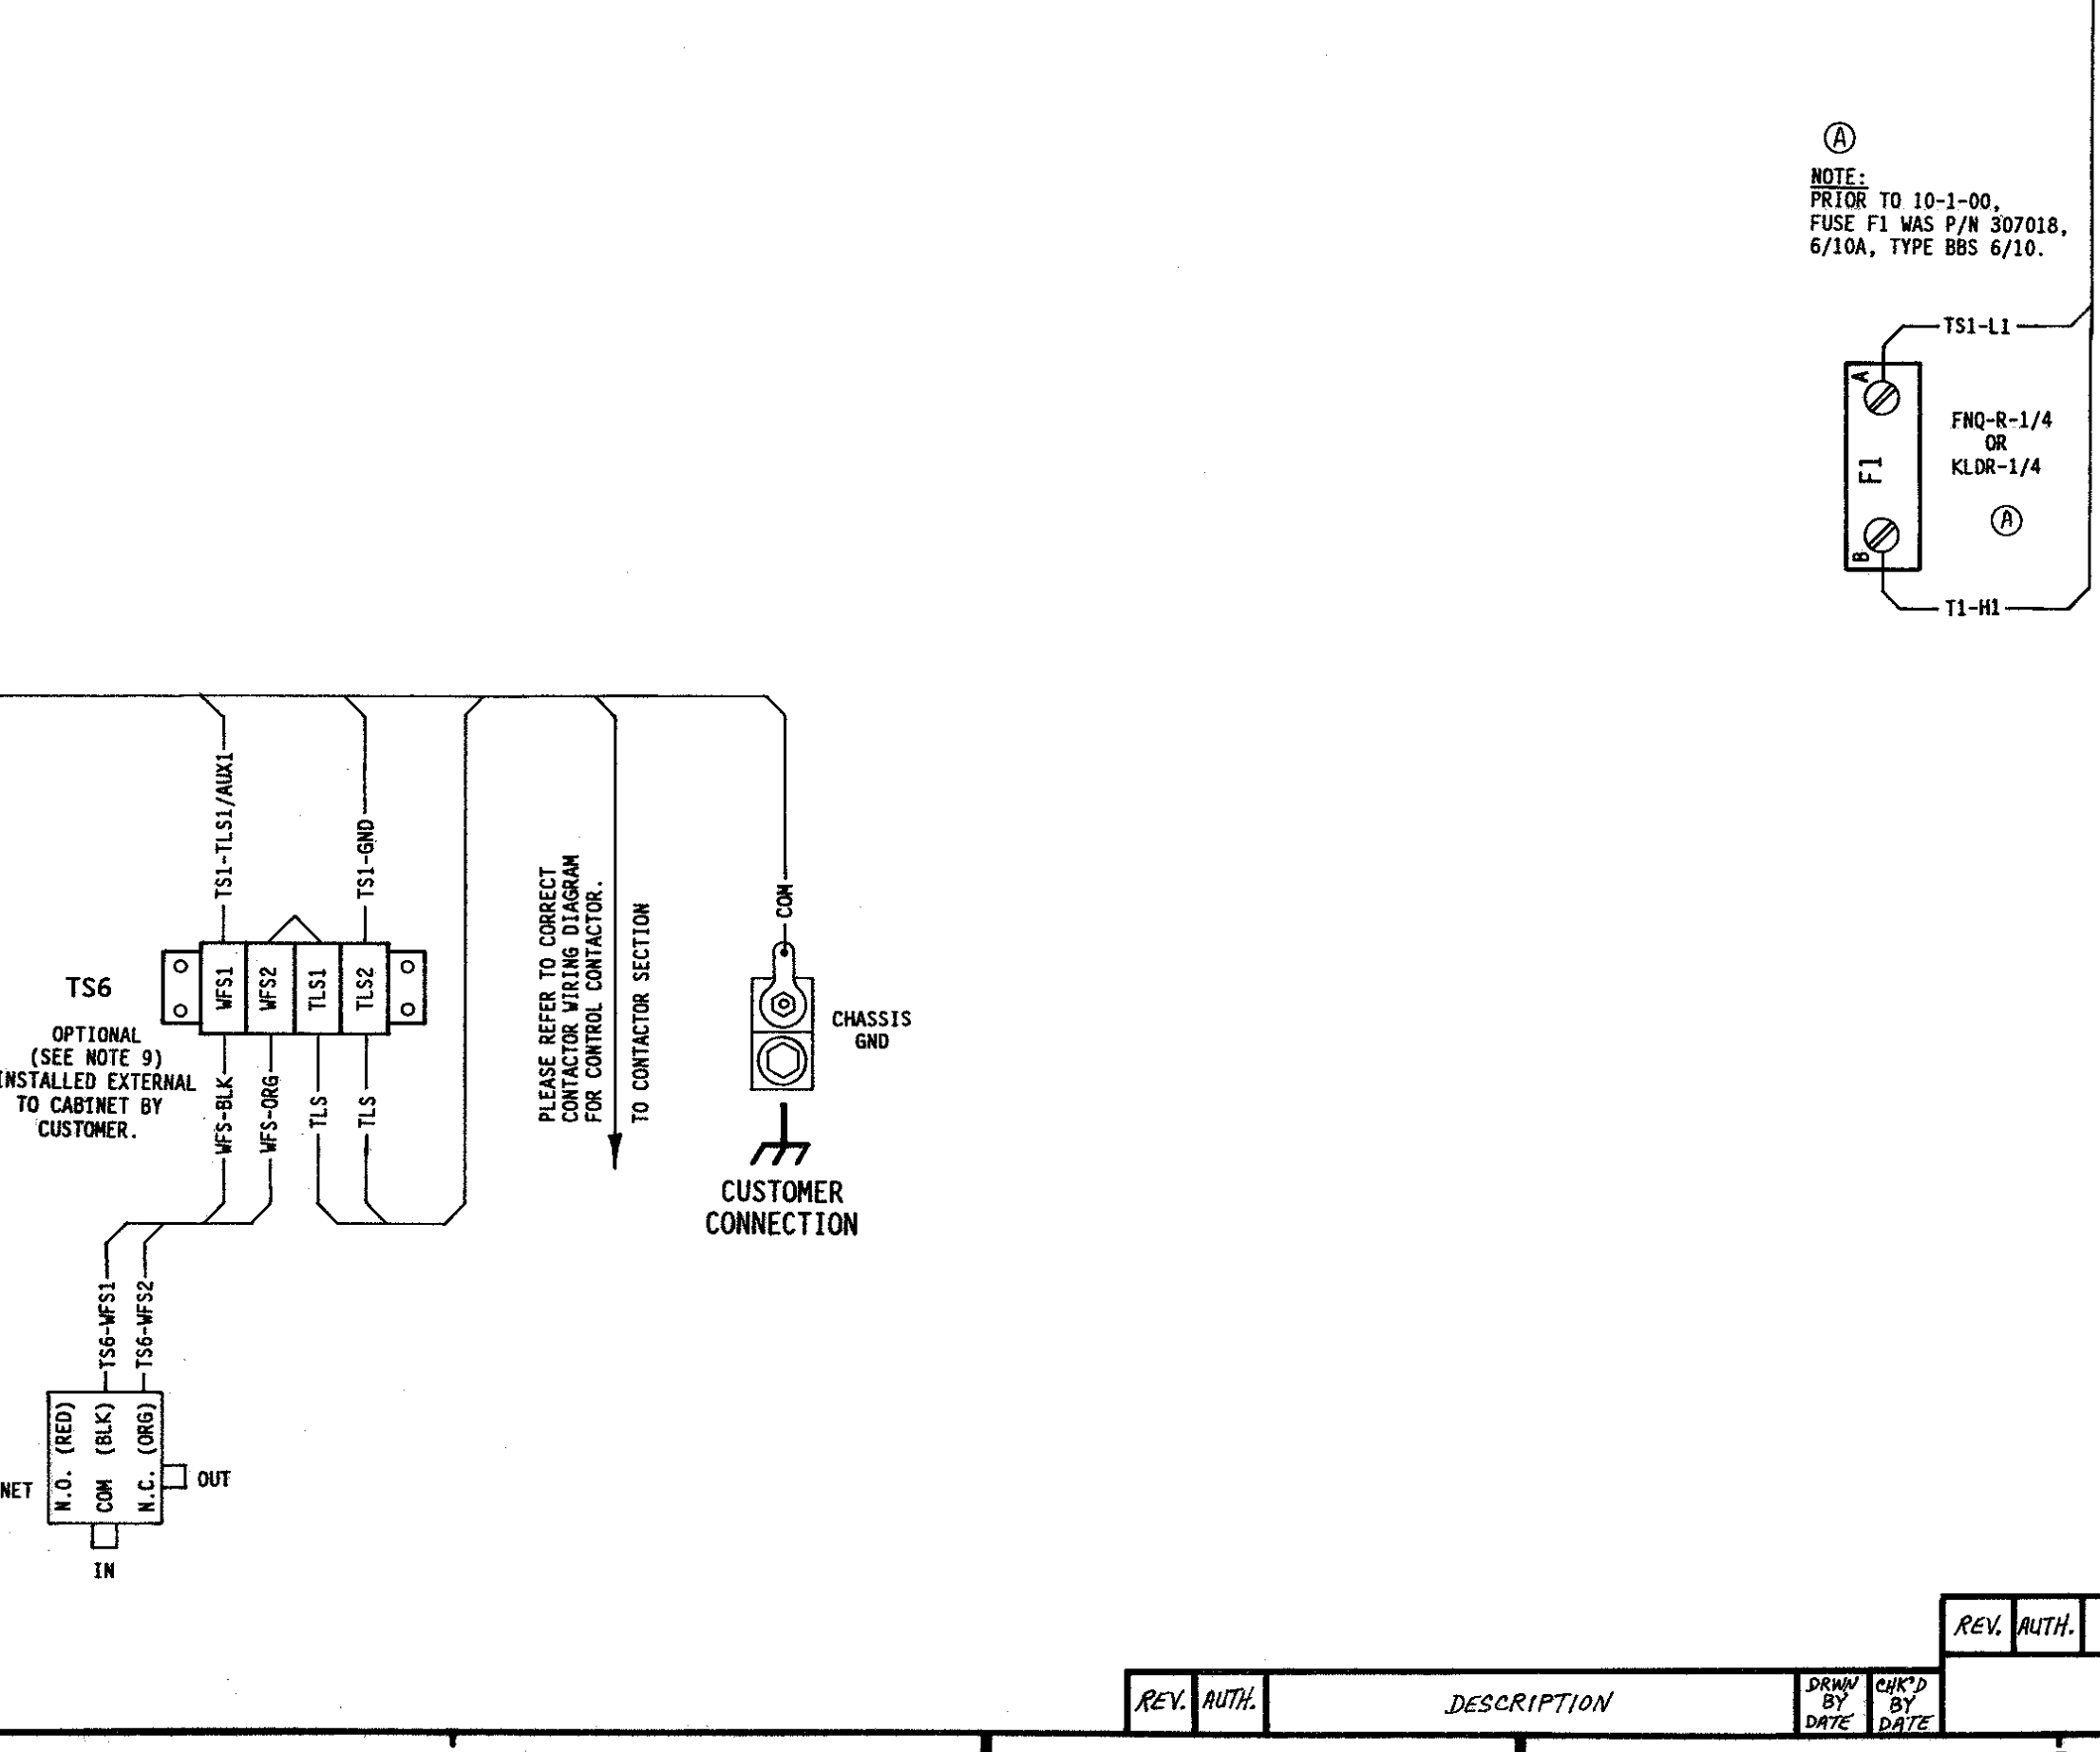 A
NOTE:
PRIOR TO 10-1-00,
FUSE F1 WAS P/N 307018,
6/10A, TYPE BBS 6/10.
TS1-L1
A
F1
B
FNQ-R-1/4
OR
KLDR-1/4
A
T1-H1
TS1-TLS1/AUX1
TS1-GND
TS6
WFS1
WFS2
TLS1
TLS2
OPTIONAL
(SEE NOTE 9)
INSTALLED EXTERNAL
TO CABINET BY
CUSTOMER.
WFS-BLK
WFS-ORG
TLS
TLS
PLEASE REFER TO CORRECT
CONTACTOR WIRING DIAGRAM
FOR CONTROL CONTACTOR.
TO CONTACTOR SECTION
COM
CHASSIS
GND
CUSTOMER
CONNECTION
TS6-WFS1
TS6-WFS2
N.O. (RED)
COM (BLK)
N.C. (ORG)
NET
OUT
IN
REV. AUTH.
REV. AUTH. DESCRIPTION DRWN BY DATE CHK'D BY DATE